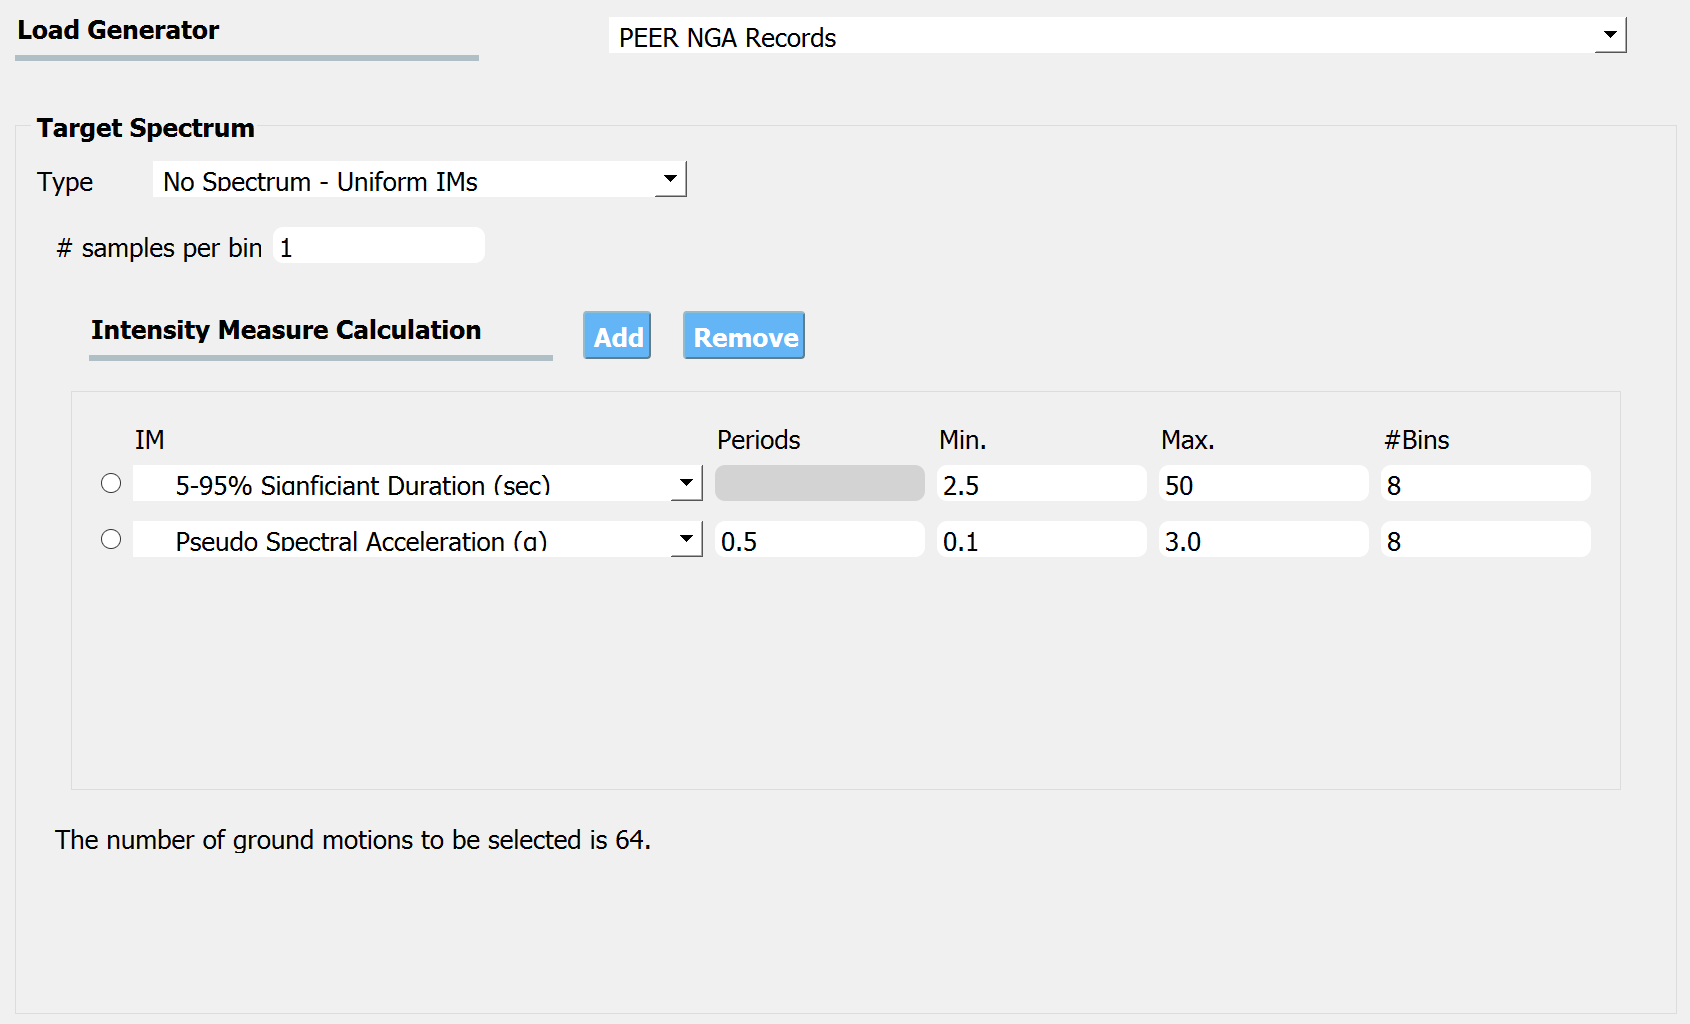 Load Generator
PEER NGA Records
Target Spectrum
Type No Spectrum - Uniform IMs
# samples per bin 1
Intensity Measure Calculation Add Remove
IM Periods Min. Max. #Bins
5-95% Signficiant Duration (sec) 2.5 50 8
Pseudo Spectral Acceleration (g) 0.5 0.1 3.0 8
The number of ground motions to be selected is 64.